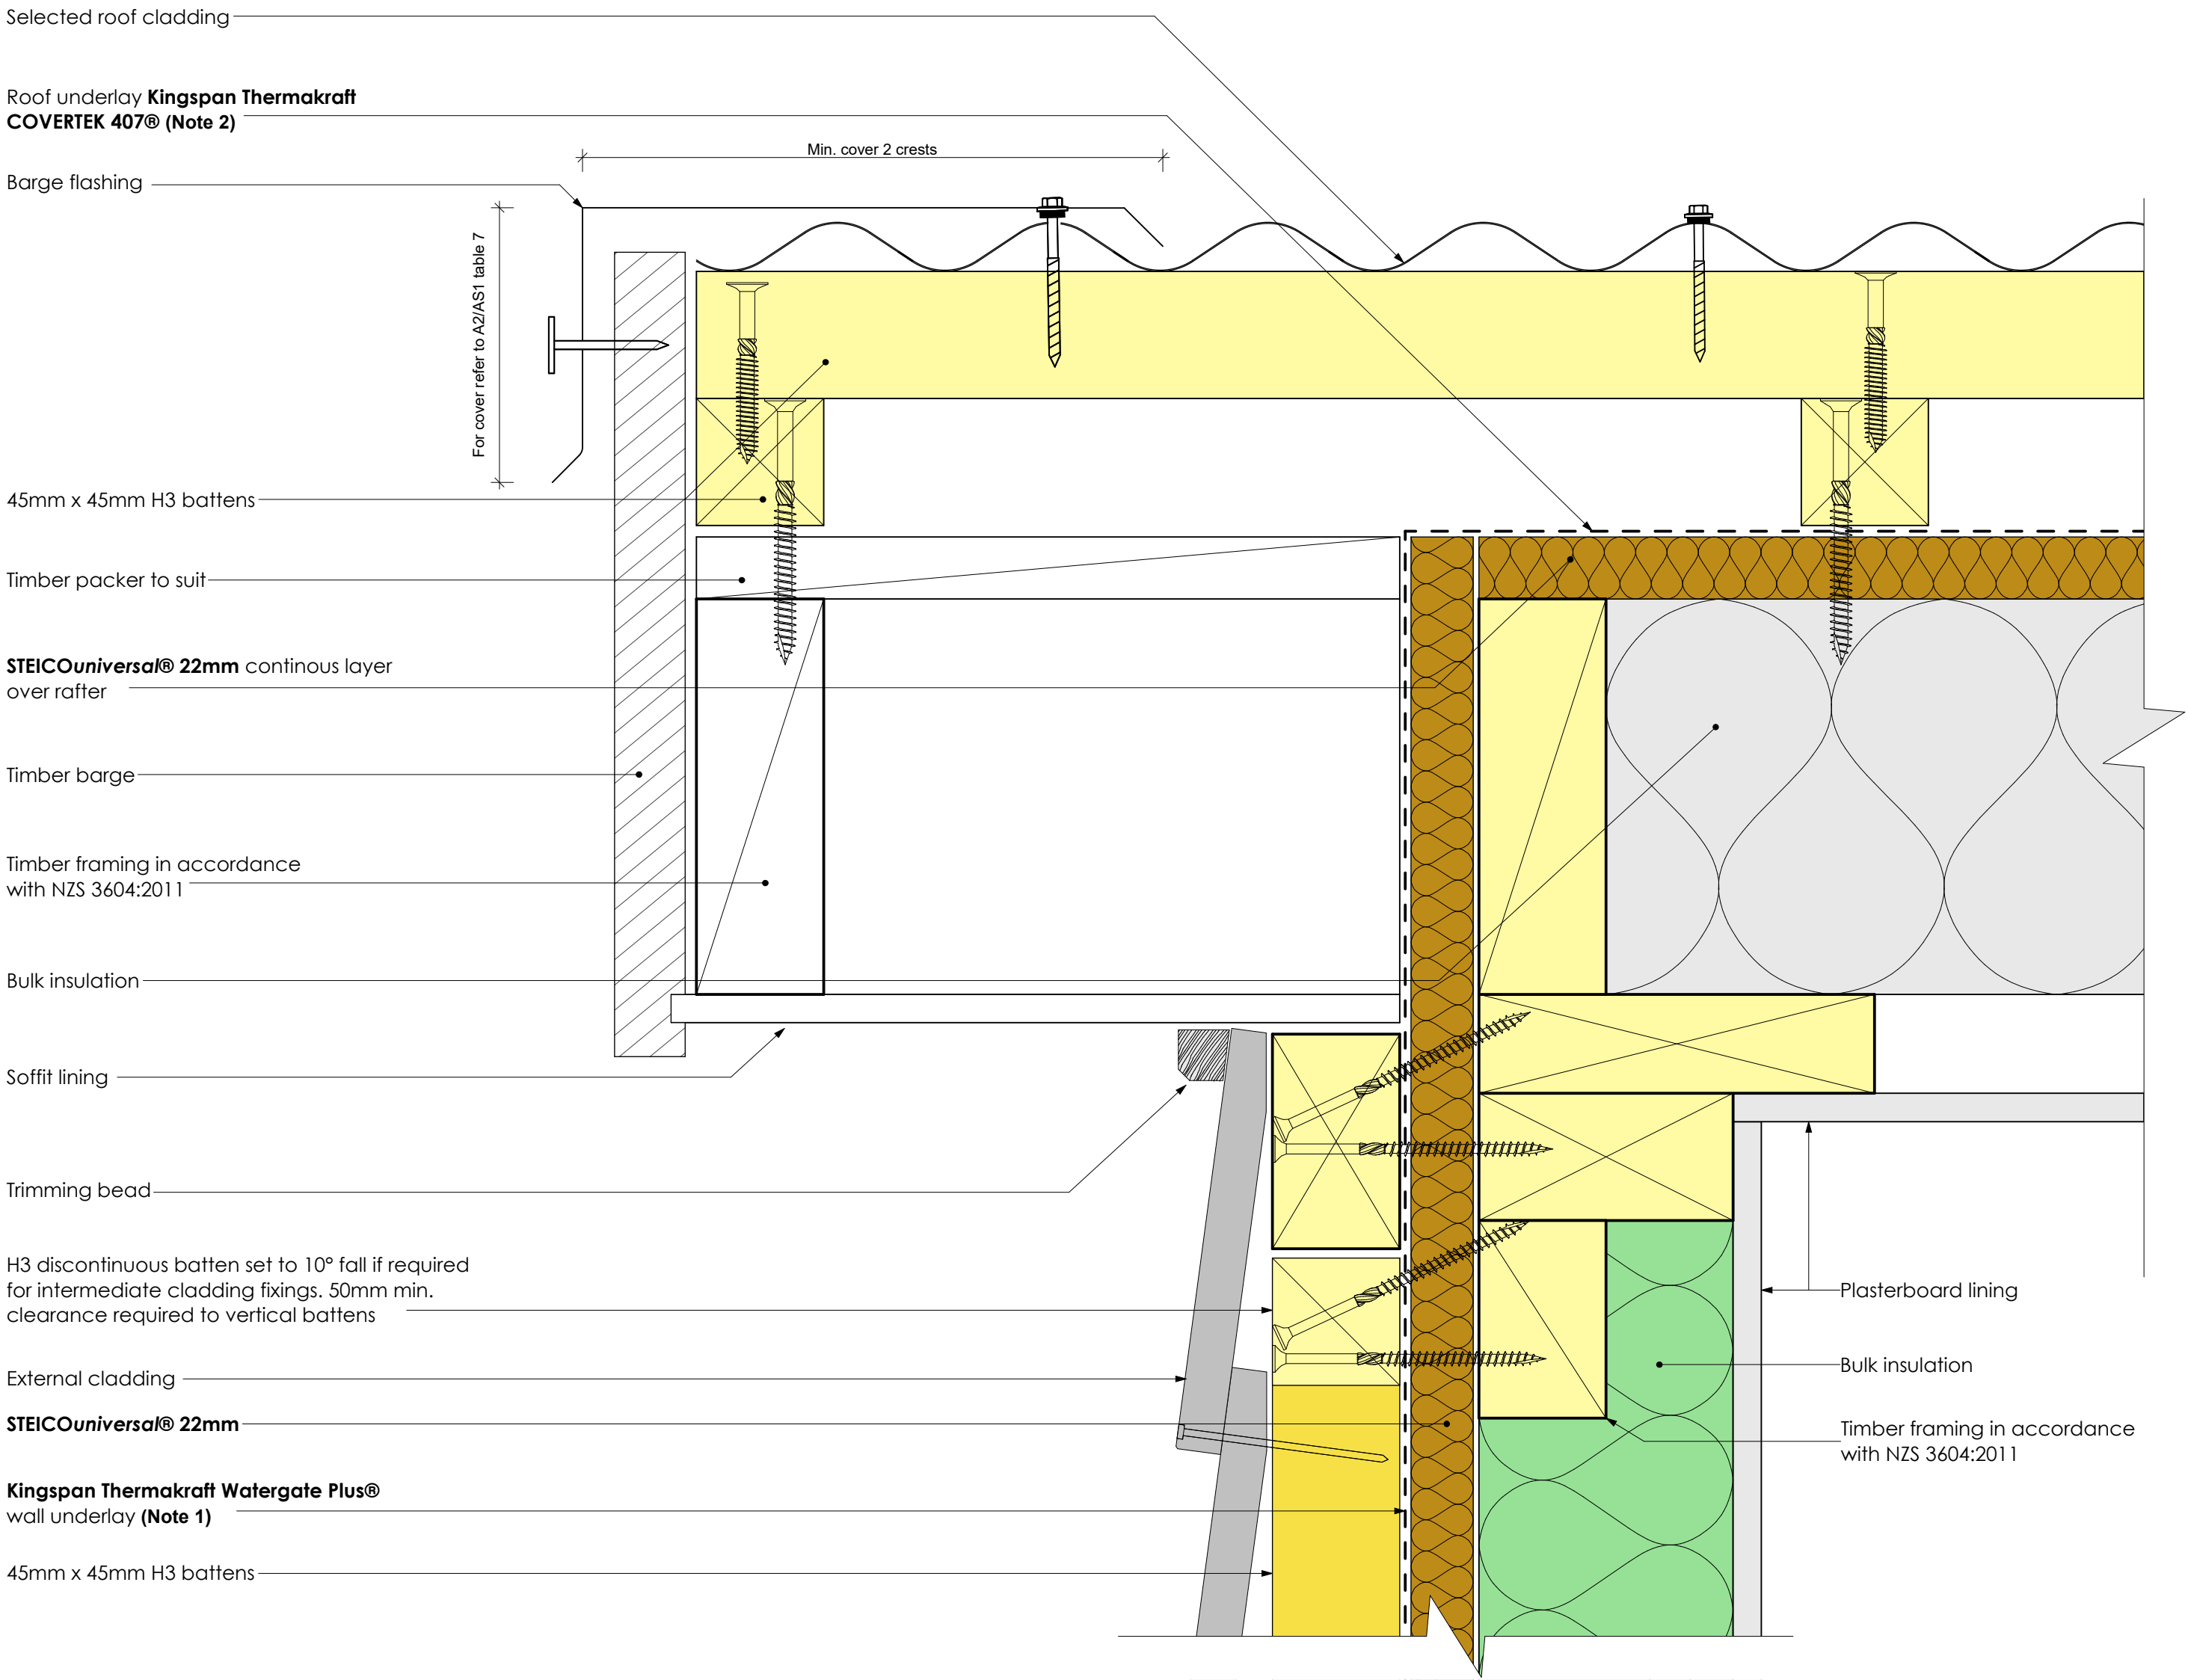 Selected roof cladding
Roof underlay Kingspan Thermakraft
COVERTEK 407® (Note 2)
Min. cover 2 crests
Barge flashing
For cover refer to A2/AS1 table 7
45mm x 45mm H3 battens
Timber packer to suit
STEICOuniversal® 22mm continous layer
over rafter
Timber barge
Timber framing in accordance
with NZS 3604:2011
Bulk insulation
Soffit lining
Trimming bead
H3 discontinuous batten set to 10° fall if required
for intermediate cladding fixings. 50mm min.
clearance required to vertical battens
External cladding
STEICOuniversal® 22mm
Kingspan Thermakraft Watergate Plus®
wall underlay (Note 1)
45mm x 45mm H3 battens
Plasterboard lining
Bulk insulation
Timber framing in accordance
with NZS 3604:2011